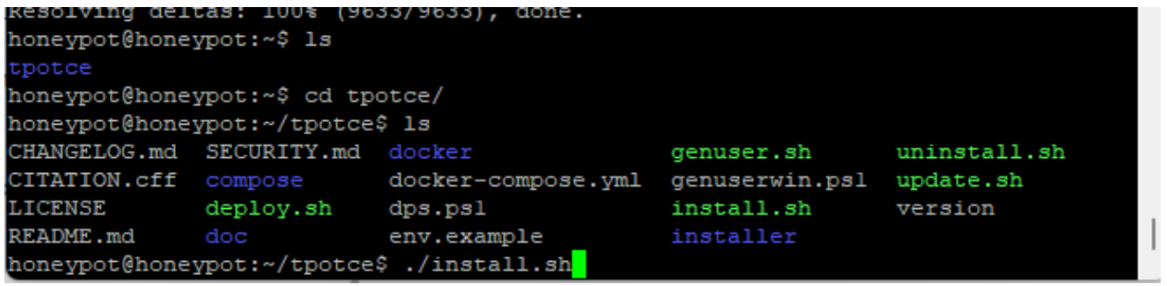 Resolving deltas: 100% (9633/9633), done.
honeypot@honeypot:~$ ls
tpotce
honeypot@honeypot:~$ cd tpotce/
honeypot@honeypot:~/tpotce$ ls
CHANGELOG.md  SECURITY.md  docker              genuser.sh      uninstall.sh
CITATION.cff  compose      docker-compose.yml  genuserwin.ps1  update.sh
LICENSE       deploy.sh    dps.ps1             install.sh      version
README.md     doc          env.example         installer
honeypot@honeypot:~/tpotce$ ./install.sh